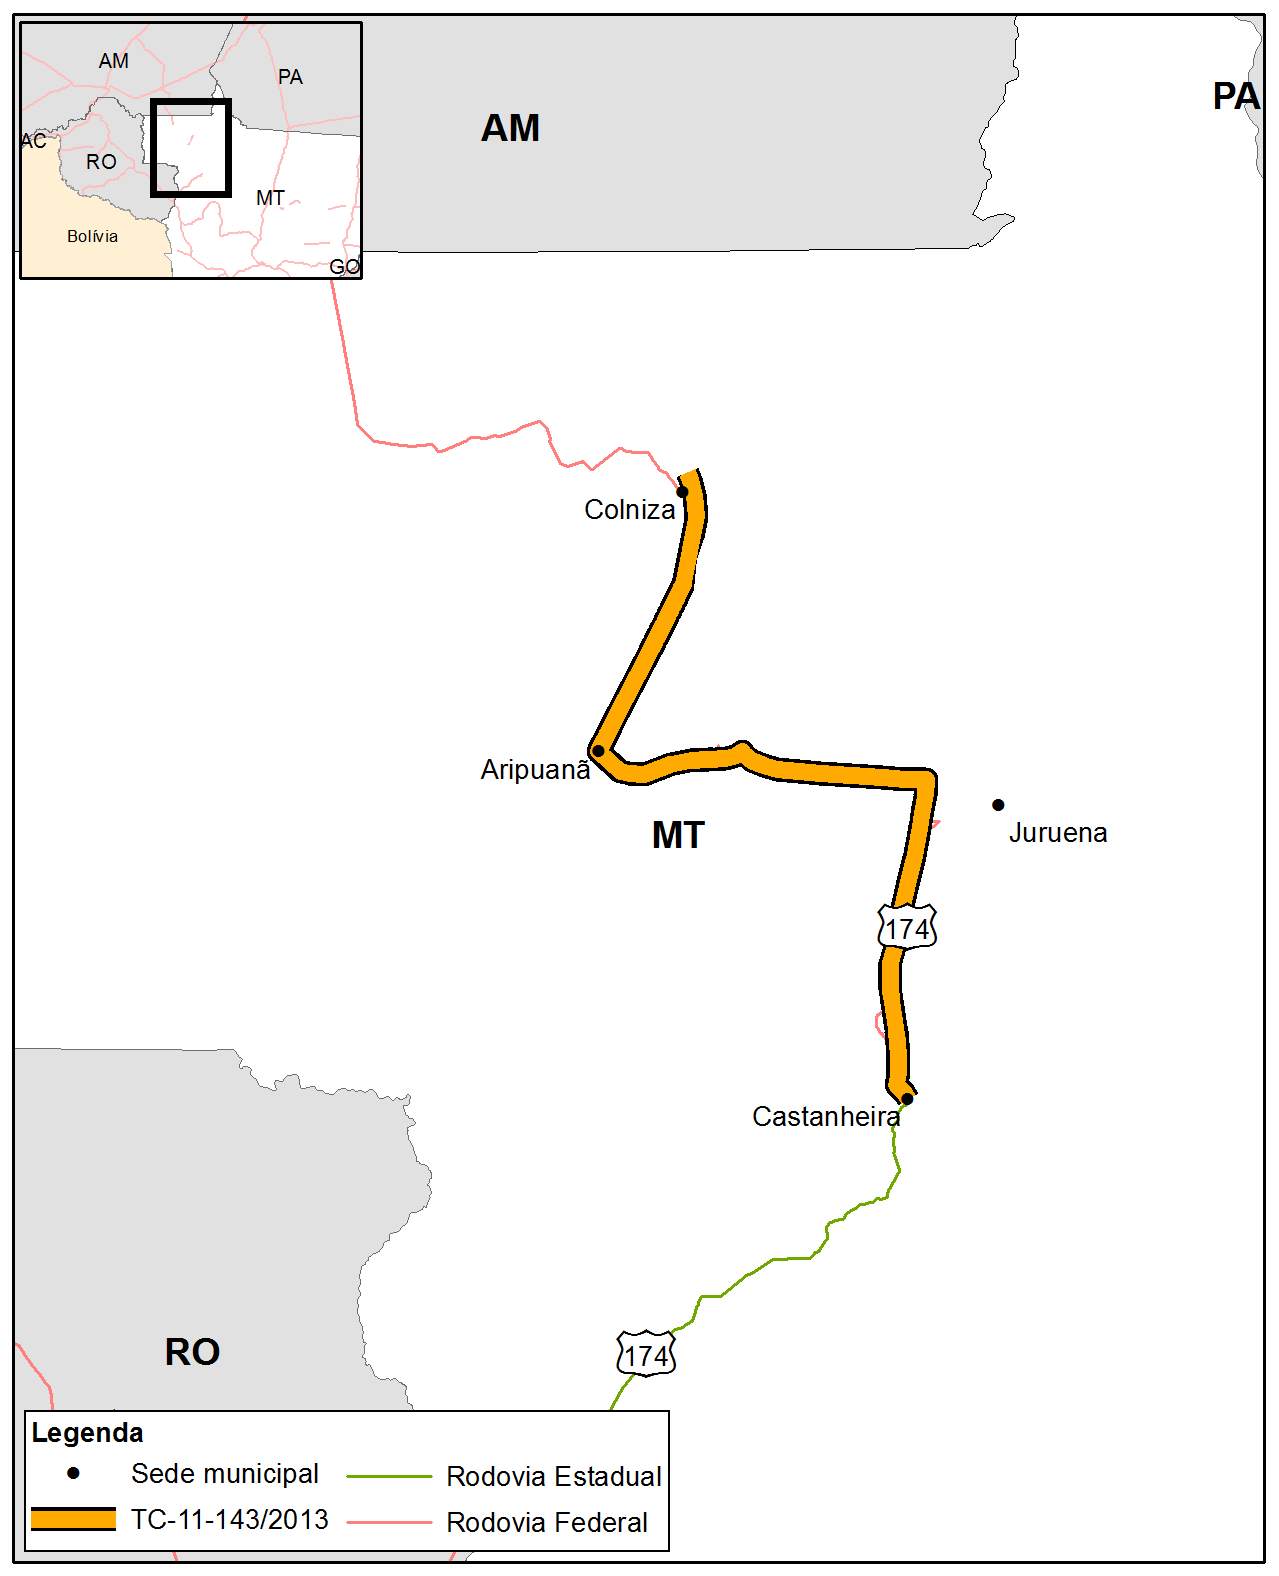 AM
PA
AC
RO
MT
Bolívia
GO
AM
PA
Colniza
Aripuanã
MT
Juruena
174
Castanheira
RO
174
Legenda
Sede municipal
Rodovia Estadual
TC-11-143/2013
Rodovia Federal